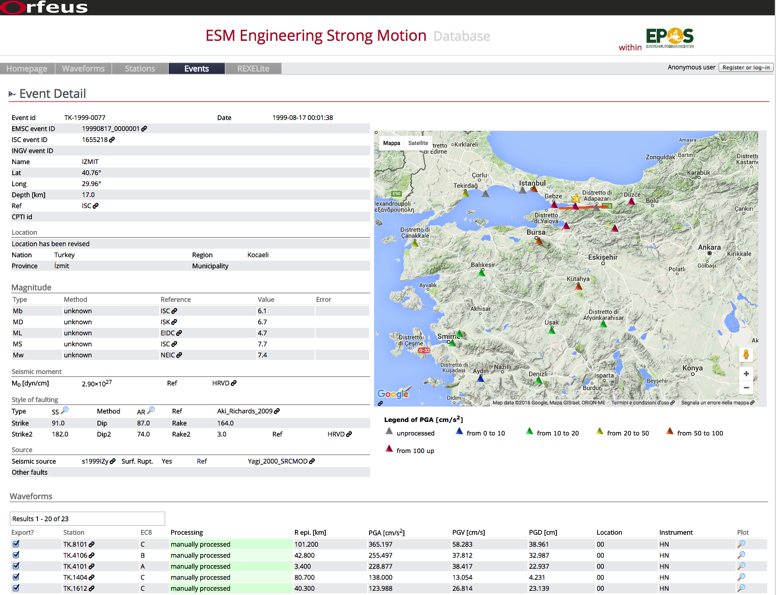 Orfeus
ESM Engineering Strong Motion Database
within EPOS
Homepage Waveforms Stations Events REXELite Anonymous user Register or log-in
Event Detail
Event id TK-1999-0077 Date 1999-08-17 00:01:38
EMSC event ID 19990817_0000001
ISC event ID 1655218
INGV event ID
Name IZMIT
Lat 40.76°
Long 29.96°
Depth [km] 17.0
Ref ISC
CPTI id
Location
Location has been revised
Nation Turkey Region Kocaeli
Province İzmit Municipality
Magnitude
Type Method Reference Value Error
Mb unknown ISC 6.1
MD unknown ISK 6.7
ML unknown EIDC 4.7
MS unknown ISC 7.7
Mw unknown NEIC 7.4
Seismic moment
M₀ [dyn/cm] 2.90×10²⁷ Ref HRVD
Style of faulting
Type SS Method AR Ref Aki_Richards_2009
Strike 91.0 Dip 87.0 Rake 164.0
Strike2 182.0 Dip2 74.0 Rake2 3.0 Ref HRVD
Source
Seismic source s1999IZy Surf. Rupt. Yes Ref Yagi_2000_SRCMOD
Other faults
Mappa Satellite
Kırklareli
Çorlu
Tekirdağ
Istanbul
Gebze
Distretto di Adapazarı
Düzce
Bolu
Zonguldak
Bartın
Karabuk
Amasra
Çankırı
Distretto di Yalova
Bursa
Distretto di Çanakkale
Eskişehir
Ankara
Kırıkkale
Gölbaşı
Polatlı
Balıkesir
Ayvalık
Kütahya
Akhisar
Distretto di Afyonkarahisar
Uşak
Smirne
Distretto di Çeşme
Distretto di Kuşadası
Aydın
Nazilli
Denizli
Isparta
Beyşehir
Konya
Google
Map data ©2016 Google, Mapa GISrael, ORION-ME Termini e condizioni d'uso Segnala un errore nella mappa
Legend of PGA [cm/s²]
unprocessed from 0 to 10 from 10 to 20 from 20 to 50 from 50 to 100
from 100 up
Waveforms
Results 1 - 20 of 23
Export? Station EC8 Processing R epi. [km] PGA [cm/s²] PGV [cm/s] PGD [cm] Location Instrument Plot
TK.8101 C manually processed 101.200 365.197 58.283 38.961 00 HN
TK.4106 B manually processed 42.800 255.497 37.812 32.987 00 HN
TK.4101 A manually processed 3.400 228.877 38.417 22.937 00 HN
TK.1404 C manually processed 80.700 138.000 13.054 4.231 00 HN
TK.1612 C manually processed 40.300 123.988 26.814 23.139 00 HN